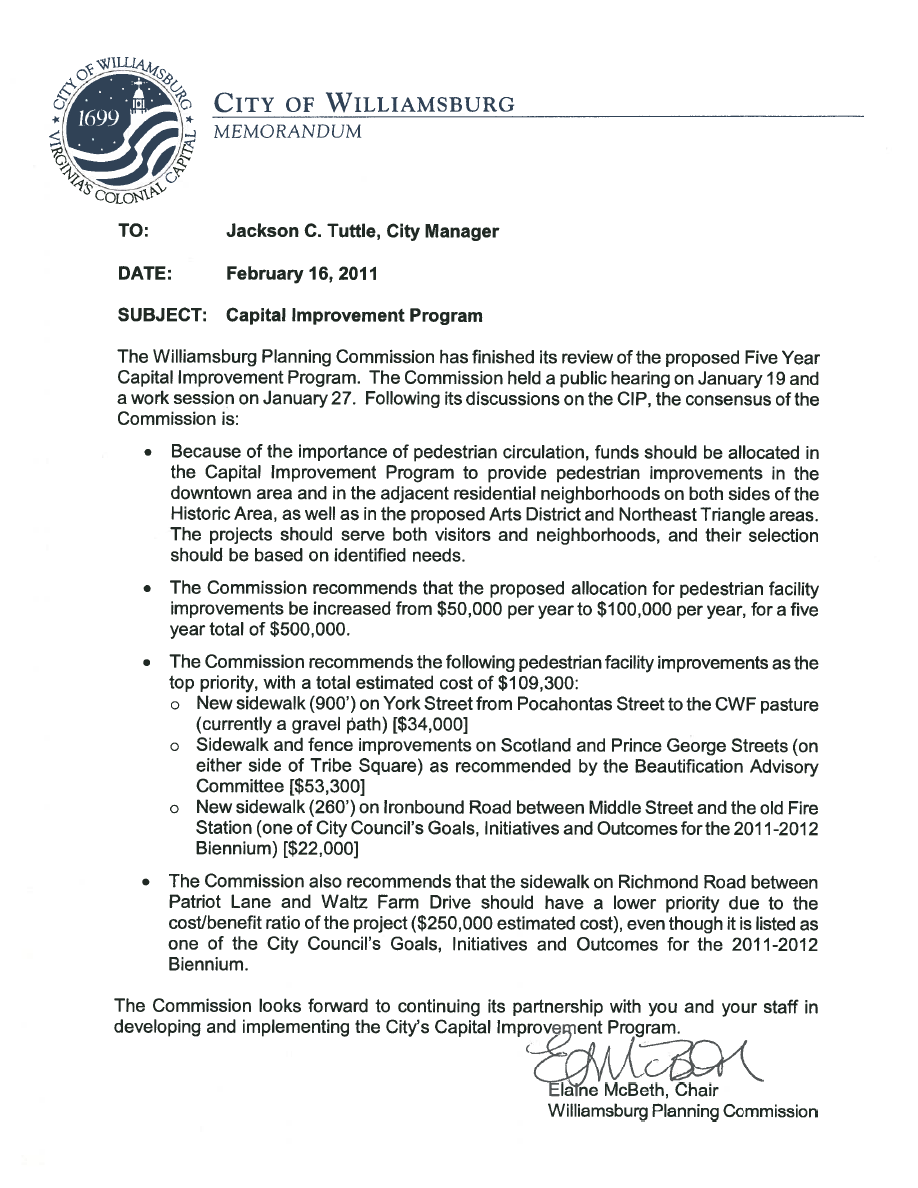 CITY OF WILLIAMSBURG
1699
VIRGINIA'S COLONIAL CAPITAL
CITY OF WILLIAMSBURG
MEMORANDUM
TO: Jackson C. Tuttle, City Manager
DATE: February 16, 2011
SUBJECT: Capital Improvement Program
The Williamsburg Planning Commission has finished its review of the proposed Five Year
Capital Improvement Program. The Commission held a public hearing on January 19 and
a work session on January 27. Following its discussions on the CIP, the consensus of the
Commission is:
• Because of the importance of pedestrian circulation, funds should be allocated in
the Capital Improvement Program to provide pedestrian improvements in the
downtown area and in the adjacent residential neighborhoods on both sides of the
Historic Area, as well as in the proposed Arts District and Northeast Triangle areas.
The projects should serve both visitors and neighborhoods, and their selection
should be based on identified needs.
• The Commission recommends that the proposed allocation for pedestrian facility
improvements be increased from $50,000 per year to $100,000 per year, for a five
year total of $500,000.
• The Commission recommends the following pedestrian facility improvements as the
top priority, with a total estimated cost of $109,300:
o New sidewalk (900') on York Street from Pocahontas Street to the CWF pasture
(currently a gravel path) [$34,000]
o Sidewalk and fence improvements on Scotland and Prince George Streets (on
either side of Tribe Square) as recommended by the Beautification Advisory
Committee [$53,300]
o New sidewalk (260') on Ironbound Road between Middle Street and the old Fire
Station (one of City Council's Goals, Initiatives and Outcomes for the 2011-2012
Biennium) [$22,000]
• The Commission also recommends that the sidewalk on Richmond Road between
Patriot Lane and Waltz Farm Drive should have a lower priority due to the
cost/benefit ratio of the project ($250,000 estimated cost), even though it is listed as
one of the City Council's Goals, Initiatives and Outcomes for the 2011-2012
Biennium.
The Commission looks forward to continuing its partnership with you and your staff in
developing and implementing the City's Capital Improvement Program.
E McBeth
Elaine McBeth, Chair
Williamsburg Planning Commission